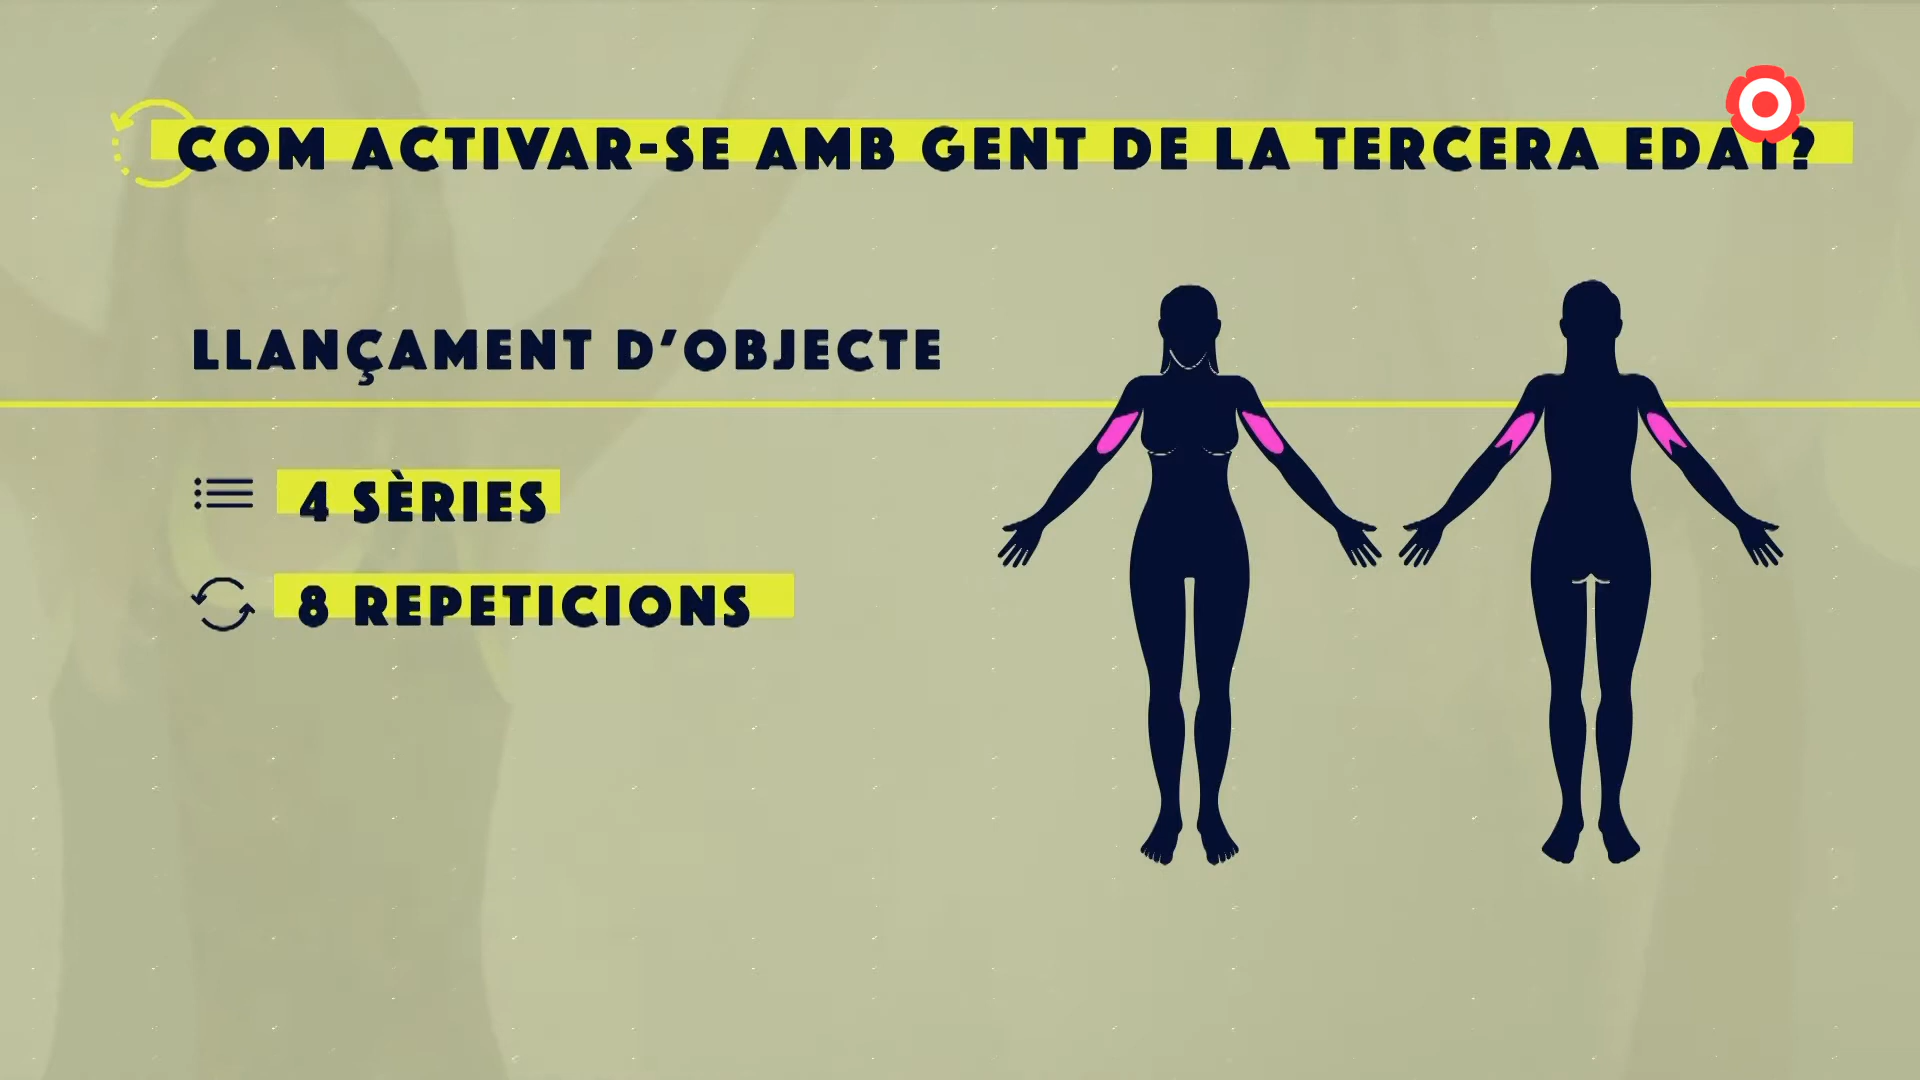 COM ACTIVAR-SE AMB GENT DE LA TERCERA EDAT?
LLANÇAMENT D'OBJECTE
4 SÈRIES
8 REPETICIONS